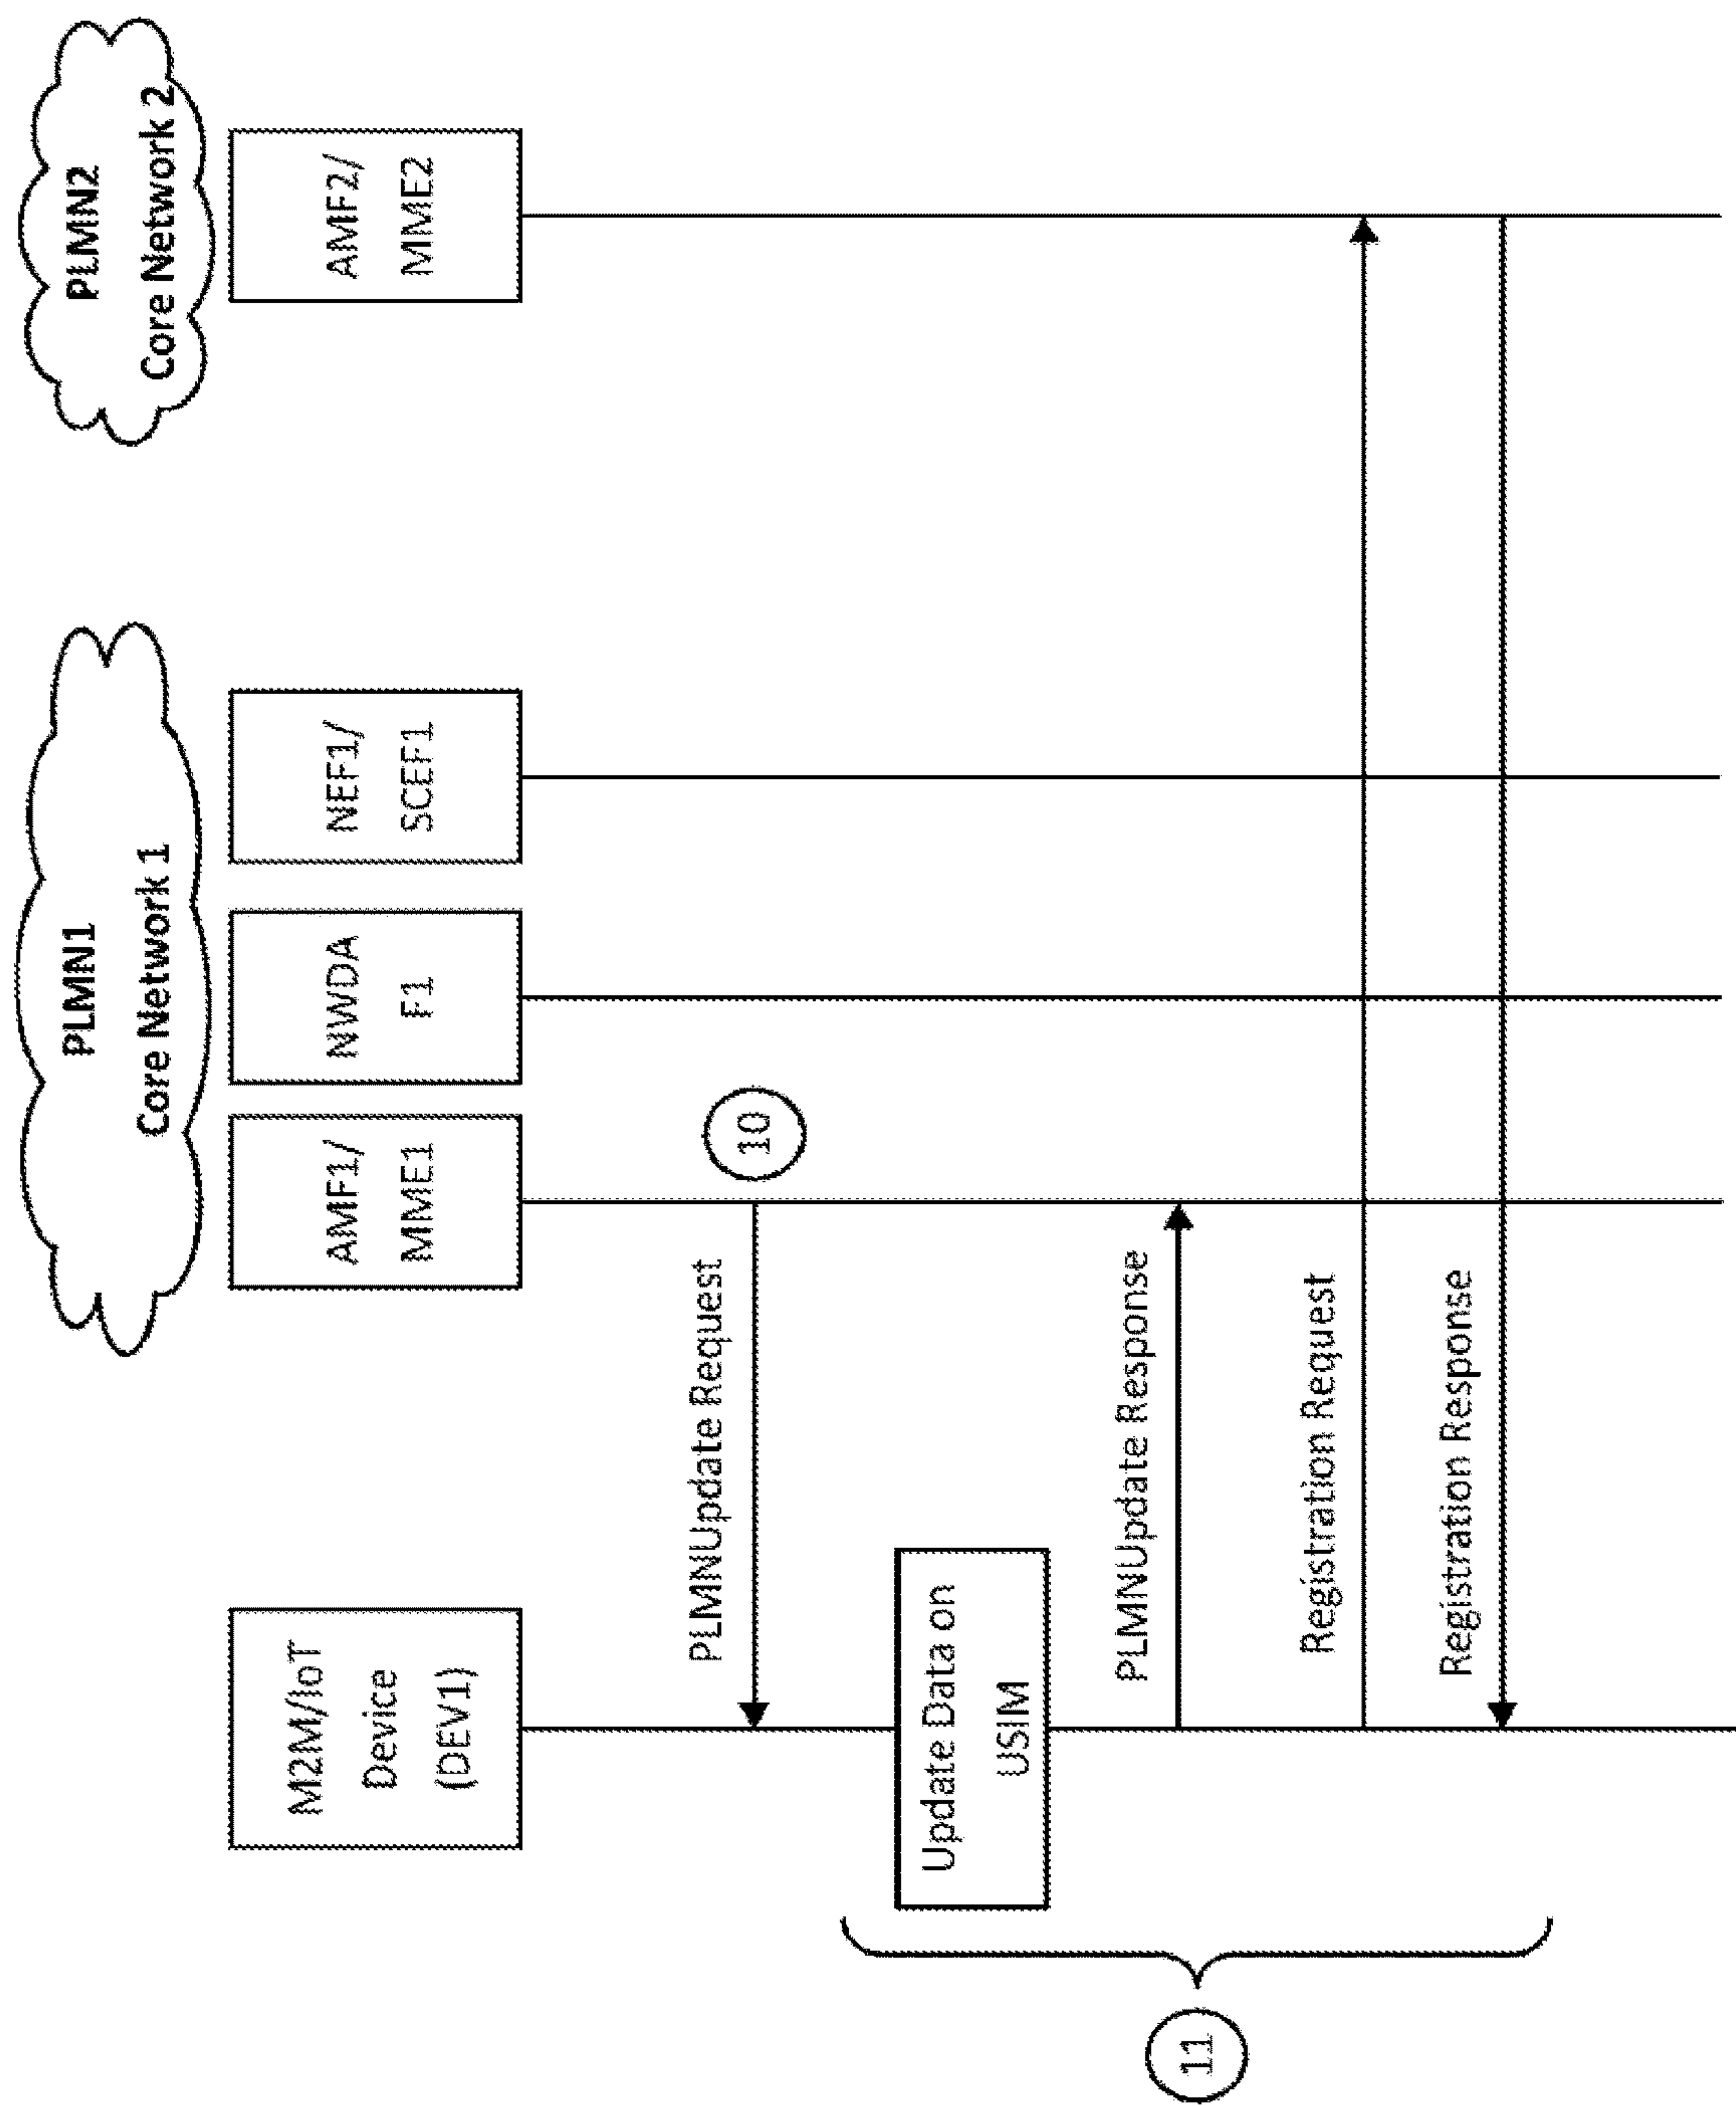 PLMN1
Core Network 1
PLMN2
Core Network 2
M2M/IoT
Device
(DEV1)
AMF1/
MME1
NWDA
F1
NEF1/
SCEF1
AMF2/
MME2
PLMNUpdate Request
10
Update Data on
USIM
PLMNUpdate Response
11
Registration Request
Registration Response